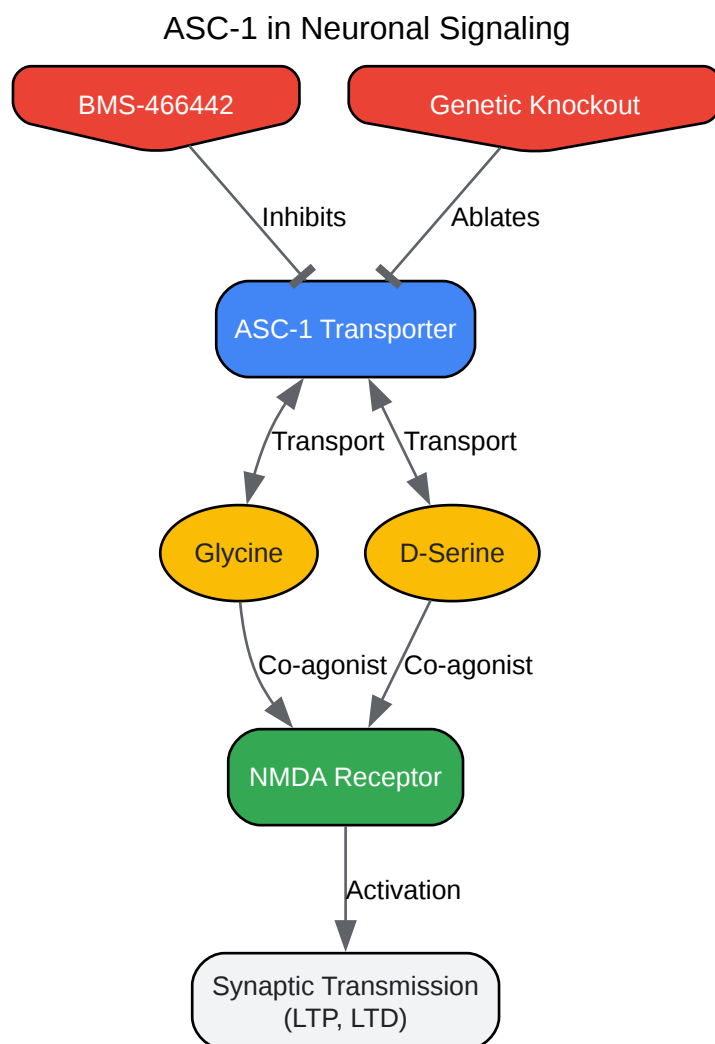 ASC-1 in Neuronal Signaling
BMS-466442
Genetic Knockout
Inhibits
Ablates
ASC-1 Transporter
Transport
Transport
Glycine
D-Serine
Co-agonist
Co-agonist
NMDA Receptor
Activation
Synaptic Transmission
(LTP, LTD)